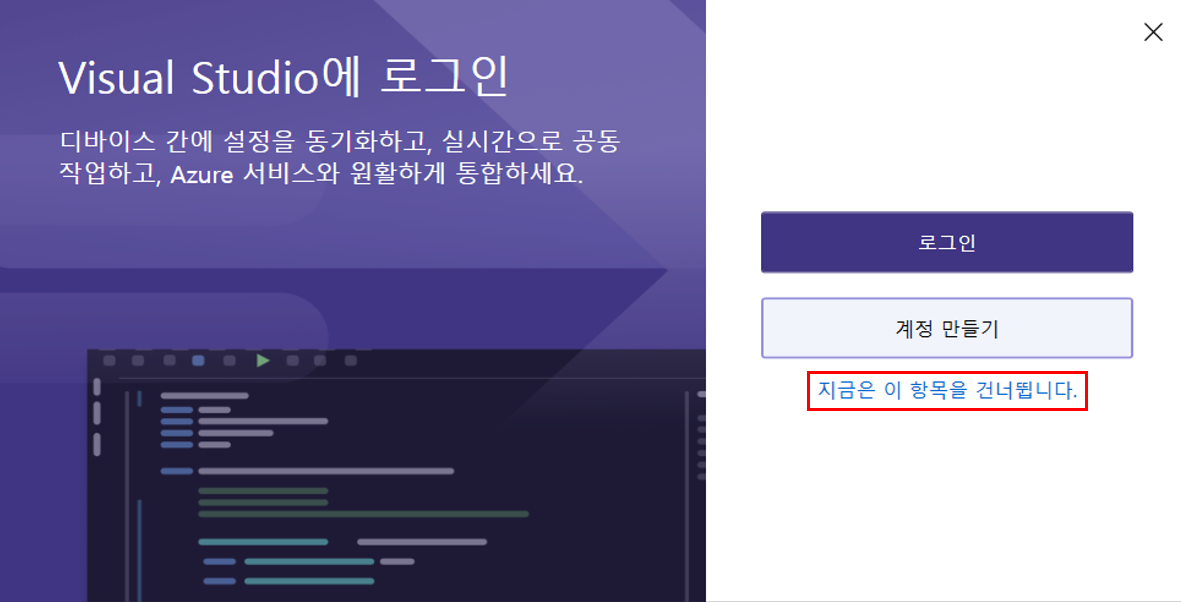 Visual Studio에 로그인
디바이스 간에 설정을 동기화하고, 실시간으로 공동
작업하고, Azure 서비스와 원활하게 통합하세요.
로그인
계정 만들기
지금은 이 항목을 건너뜁니다.